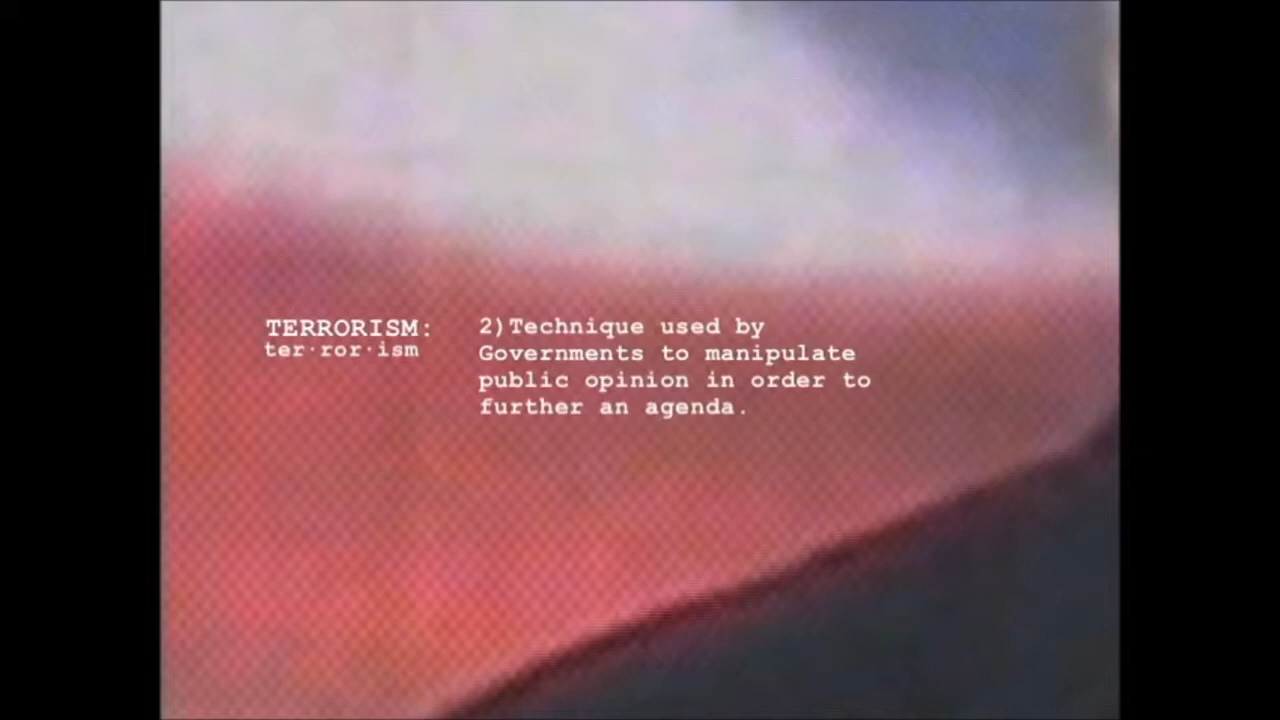 TERRORISM:
ter·ror·ism
2)Technique used by
Governments to manipulate
public opinion in order to
further an agenda.